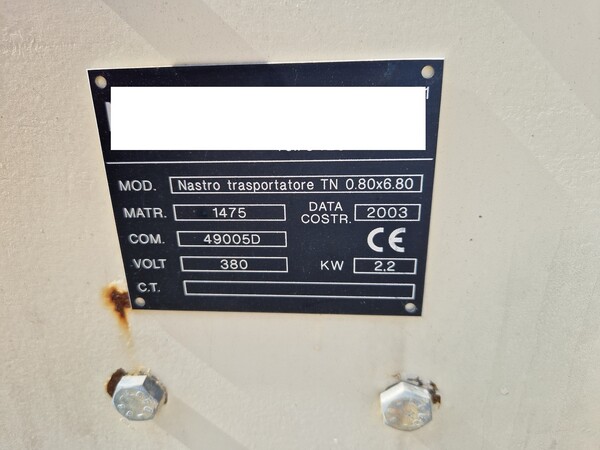 MOD. Nastro trasportatore TN 0.80x6.80
MATR. 1475 DATA COSTR. 2003
COM. 49005D CE
VOLT 380 KW 2.2
C.T.